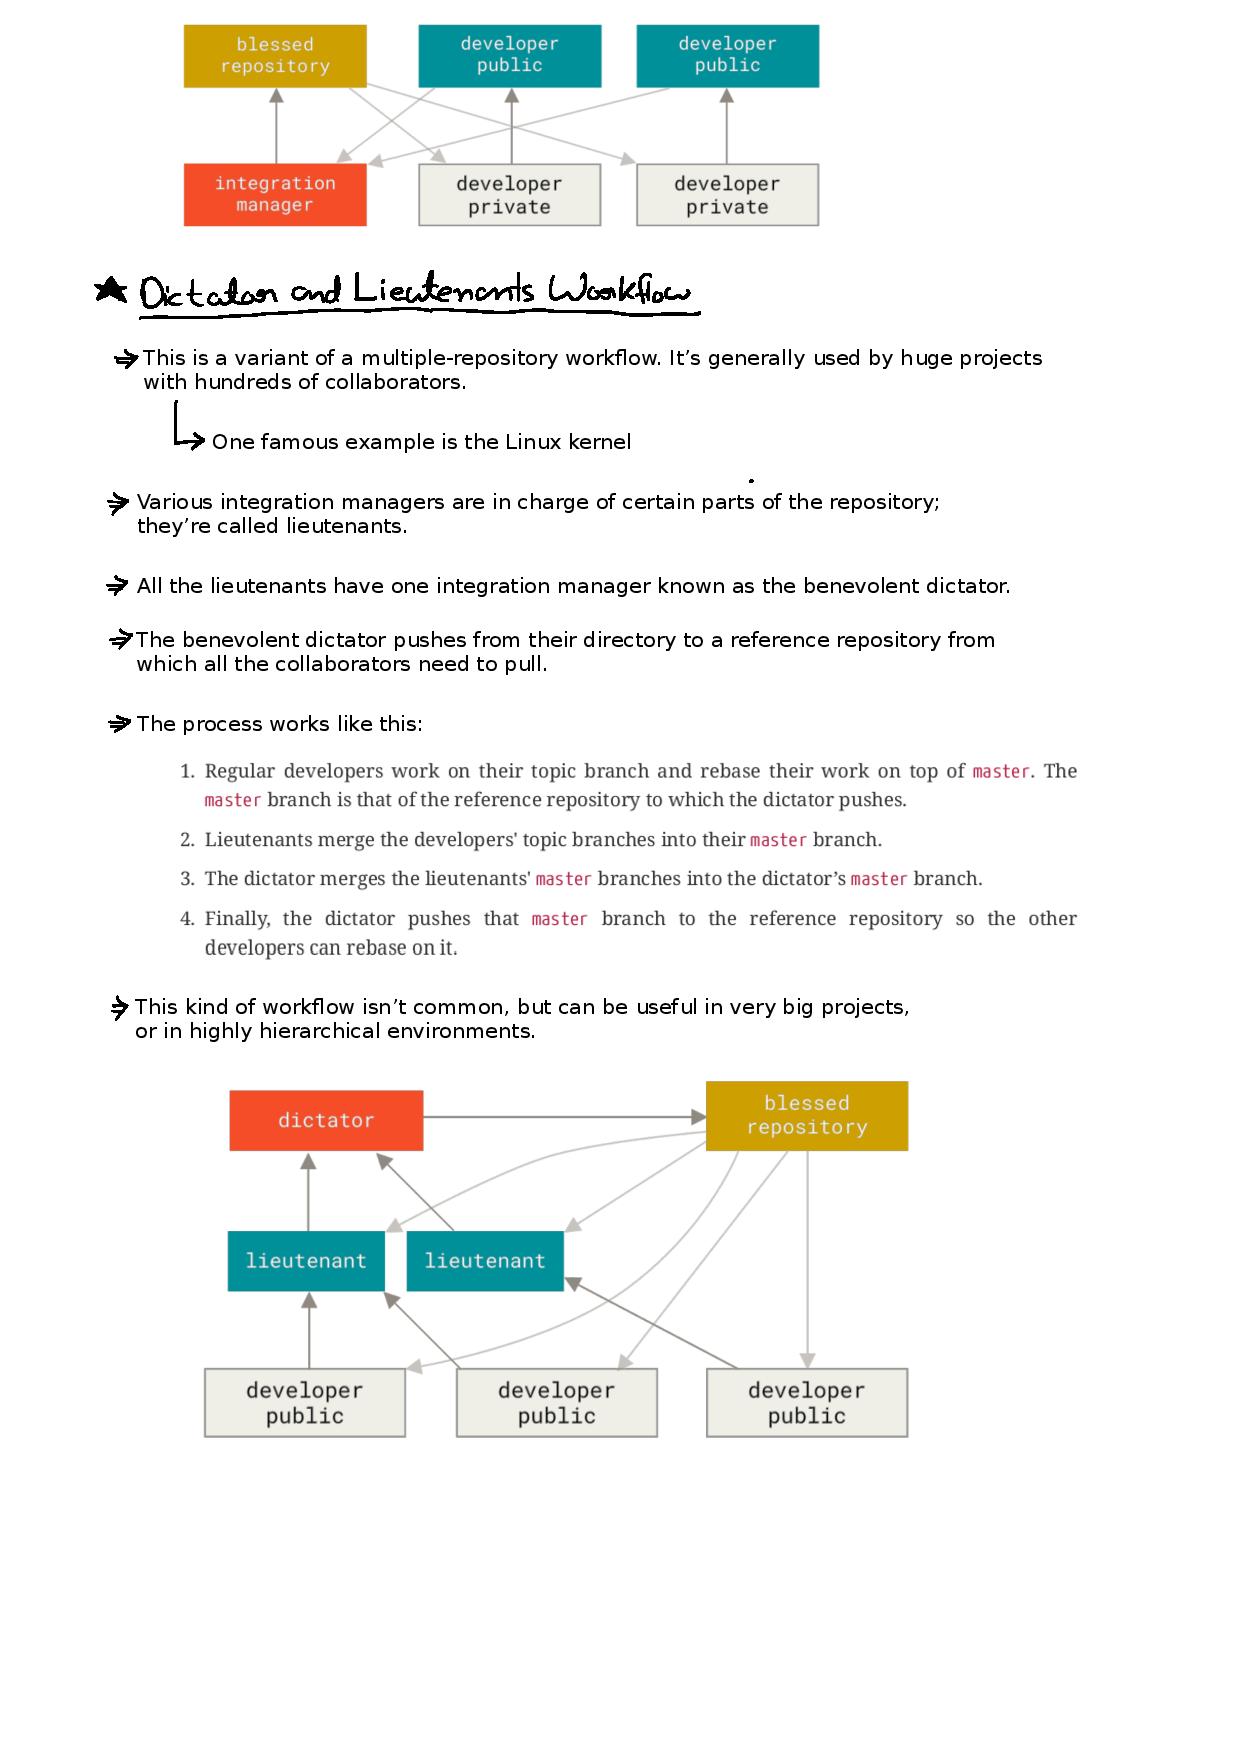 blessed
repository
developer
public
developer
public
integration
manager
developer
private
developer
private
Dictator and Lieutenants Workflow
This is a variant of a multiple-repository workflow. It’s generally used by huge projects
with hundreds of collaborators.
One famous example is the Linux kernel
Various integration managers are in charge of certain parts of the repository;
they’re called lieutenants.
All the lieutenants have one integration manager known as the benevolent dictator.
The benevolent dictator pushes from their directory to a reference repository from
which all the collaborators need to pull.
The process works like this:
1. Regular developers work on their topic branch and rebase their work on top of master. The
master branch is that of the reference repository to which the dictator pushes.
2. Lieutenants merge the developers' topic branches into their master branch.
3. The dictator merges the lieutenants' master branches into the dictator’s master branch.
4. Finally, the dictator pushes that master branch to the reference repository so the other
developers can rebase on it.
This kind of workflow isn’t common, but can be useful in very big projects,
or in highly hierarchical environments.
dictator
blessed
repository
lieutenant
lieutenant
developer
public
developer
public
developer
public